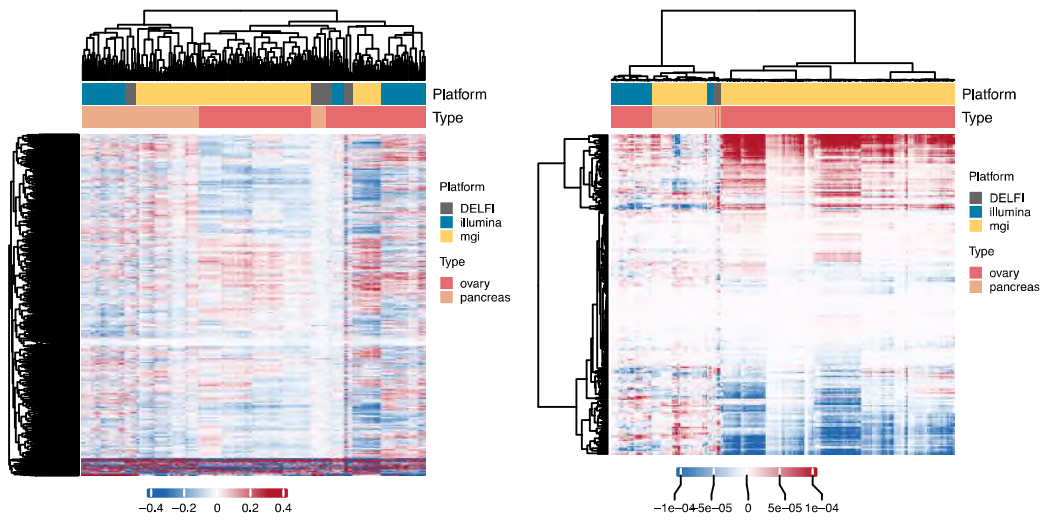 Platform
Type
Platform
DELFI
illumina
mgi
Type
ovary
pancreas
−0.4 −0.2 0 0.2 0.4
Platform
Type
Platform
DELFI
illumina
mgi
Type
ovary
pancreas
−1e−04 −5e−05 0 5e−05 1e−04